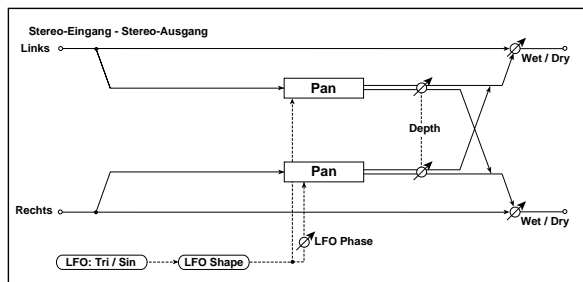 Stereo-Eingang - Stereo-Ausgang
Links
Wet / Dry
Pan
Depth
Pan
Rechts
Wet / Dry
LFO Phase
LFO: Tri / Sin
LFO Shape